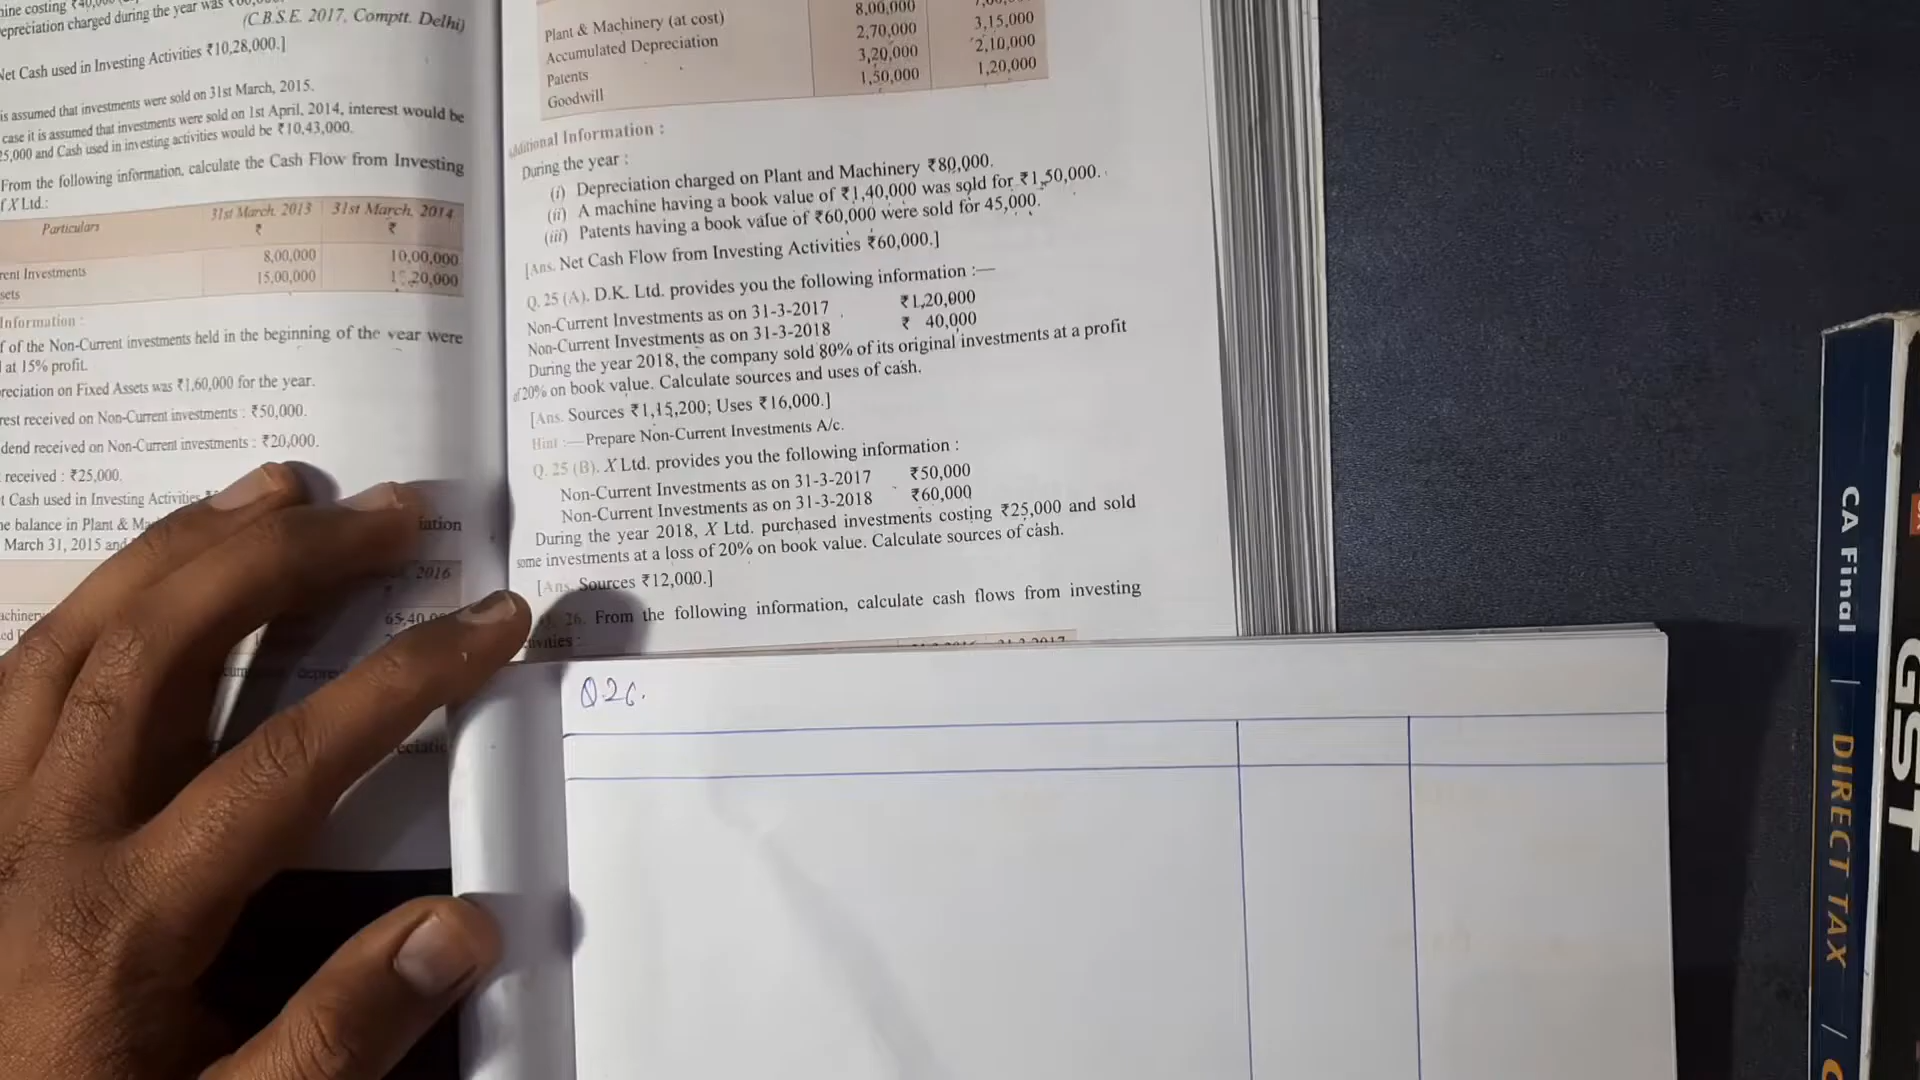 (C.B.S.E. 2017, Comptt. Delhi)
Net Cash used in Investing Activities ₹10,28,000.]
is assumed that investments were sold on 31st March, 2015.
case it is assumed that investments were sold on 1st April, 2014, interest would be
and Cash used in investing activities would be ₹10,43,000.
From the following information, calculate the Cash Flow from Investing
X Ltd.:
Particulars 31st March, 2013 31st March, 2014
₹ ₹
Investments 8,00,000 10,00,000
15,00,000
Information :
of the Non-Current investments held in the beginning of the year were
at 15% profit.
on Fixed Assets was ₹1,60,000 for the year.
received on Non-Current investments : ₹50,000.
received on Non-Current investments : ₹20,000.
received : ₹25,000.
Cash used in Investing Activities
balance in Plant &
March 31, 2015 and
2016
Plant & Machinery (at cost) 8,00,000
Accumulated Depreciation 2,70,000 3,15,000
Patents 3,20,000 2,10,000
Goodwill 1,50,000 1,20,000
Additional Information :
During the year :
(i) Depreciation charged on Plant and Machinery ₹80,000.
(ii) A machine having a book value of ₹1,40,000 was sold for ₹1,50,000.
(iii) Patents having a book value of ₹60,000 were sold for 45,000.
[Ans. Net Cash Flow from Investing Activities ₹60,000.]
Q. 25 (A). D.K. Ltd. provides you the following information :—
Non-Current Investments as on 31-3-2017 ₹1,20,000
Non-Current Investments as on 31-3-2018 ₹ 40,000
During the year 2018, the company sold 80% of its original investments at a profit
of 20% on book value. Calculate sources and uses of cash.
[Ans. Sources ₹1,15,200; Uses ₹16,000.]
Hint :— Prepare Non-Current Investments A/c.
Q. 25 (B). X Ltd. provides you the following information :
Non-Current Investments as on 31-3-2017 ₹50,000
Non-Current Investments as on 31-3-2018 ₹60,000
During the year 2018, X Ltd. purchased investments costing ₹25,000 and sold
some investments at a loss of 20% on book value. Calculate sources of cash.
[Ans. Sources ₹12,000.]
26. From the following information, calculate cash flows from investing
Q.26.
CA Final | DIRECT TAX /
GST